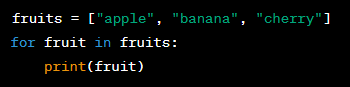 fruits = ["apple", "banana", "cherry"]
for fruit in fruits:
    print(fruit)